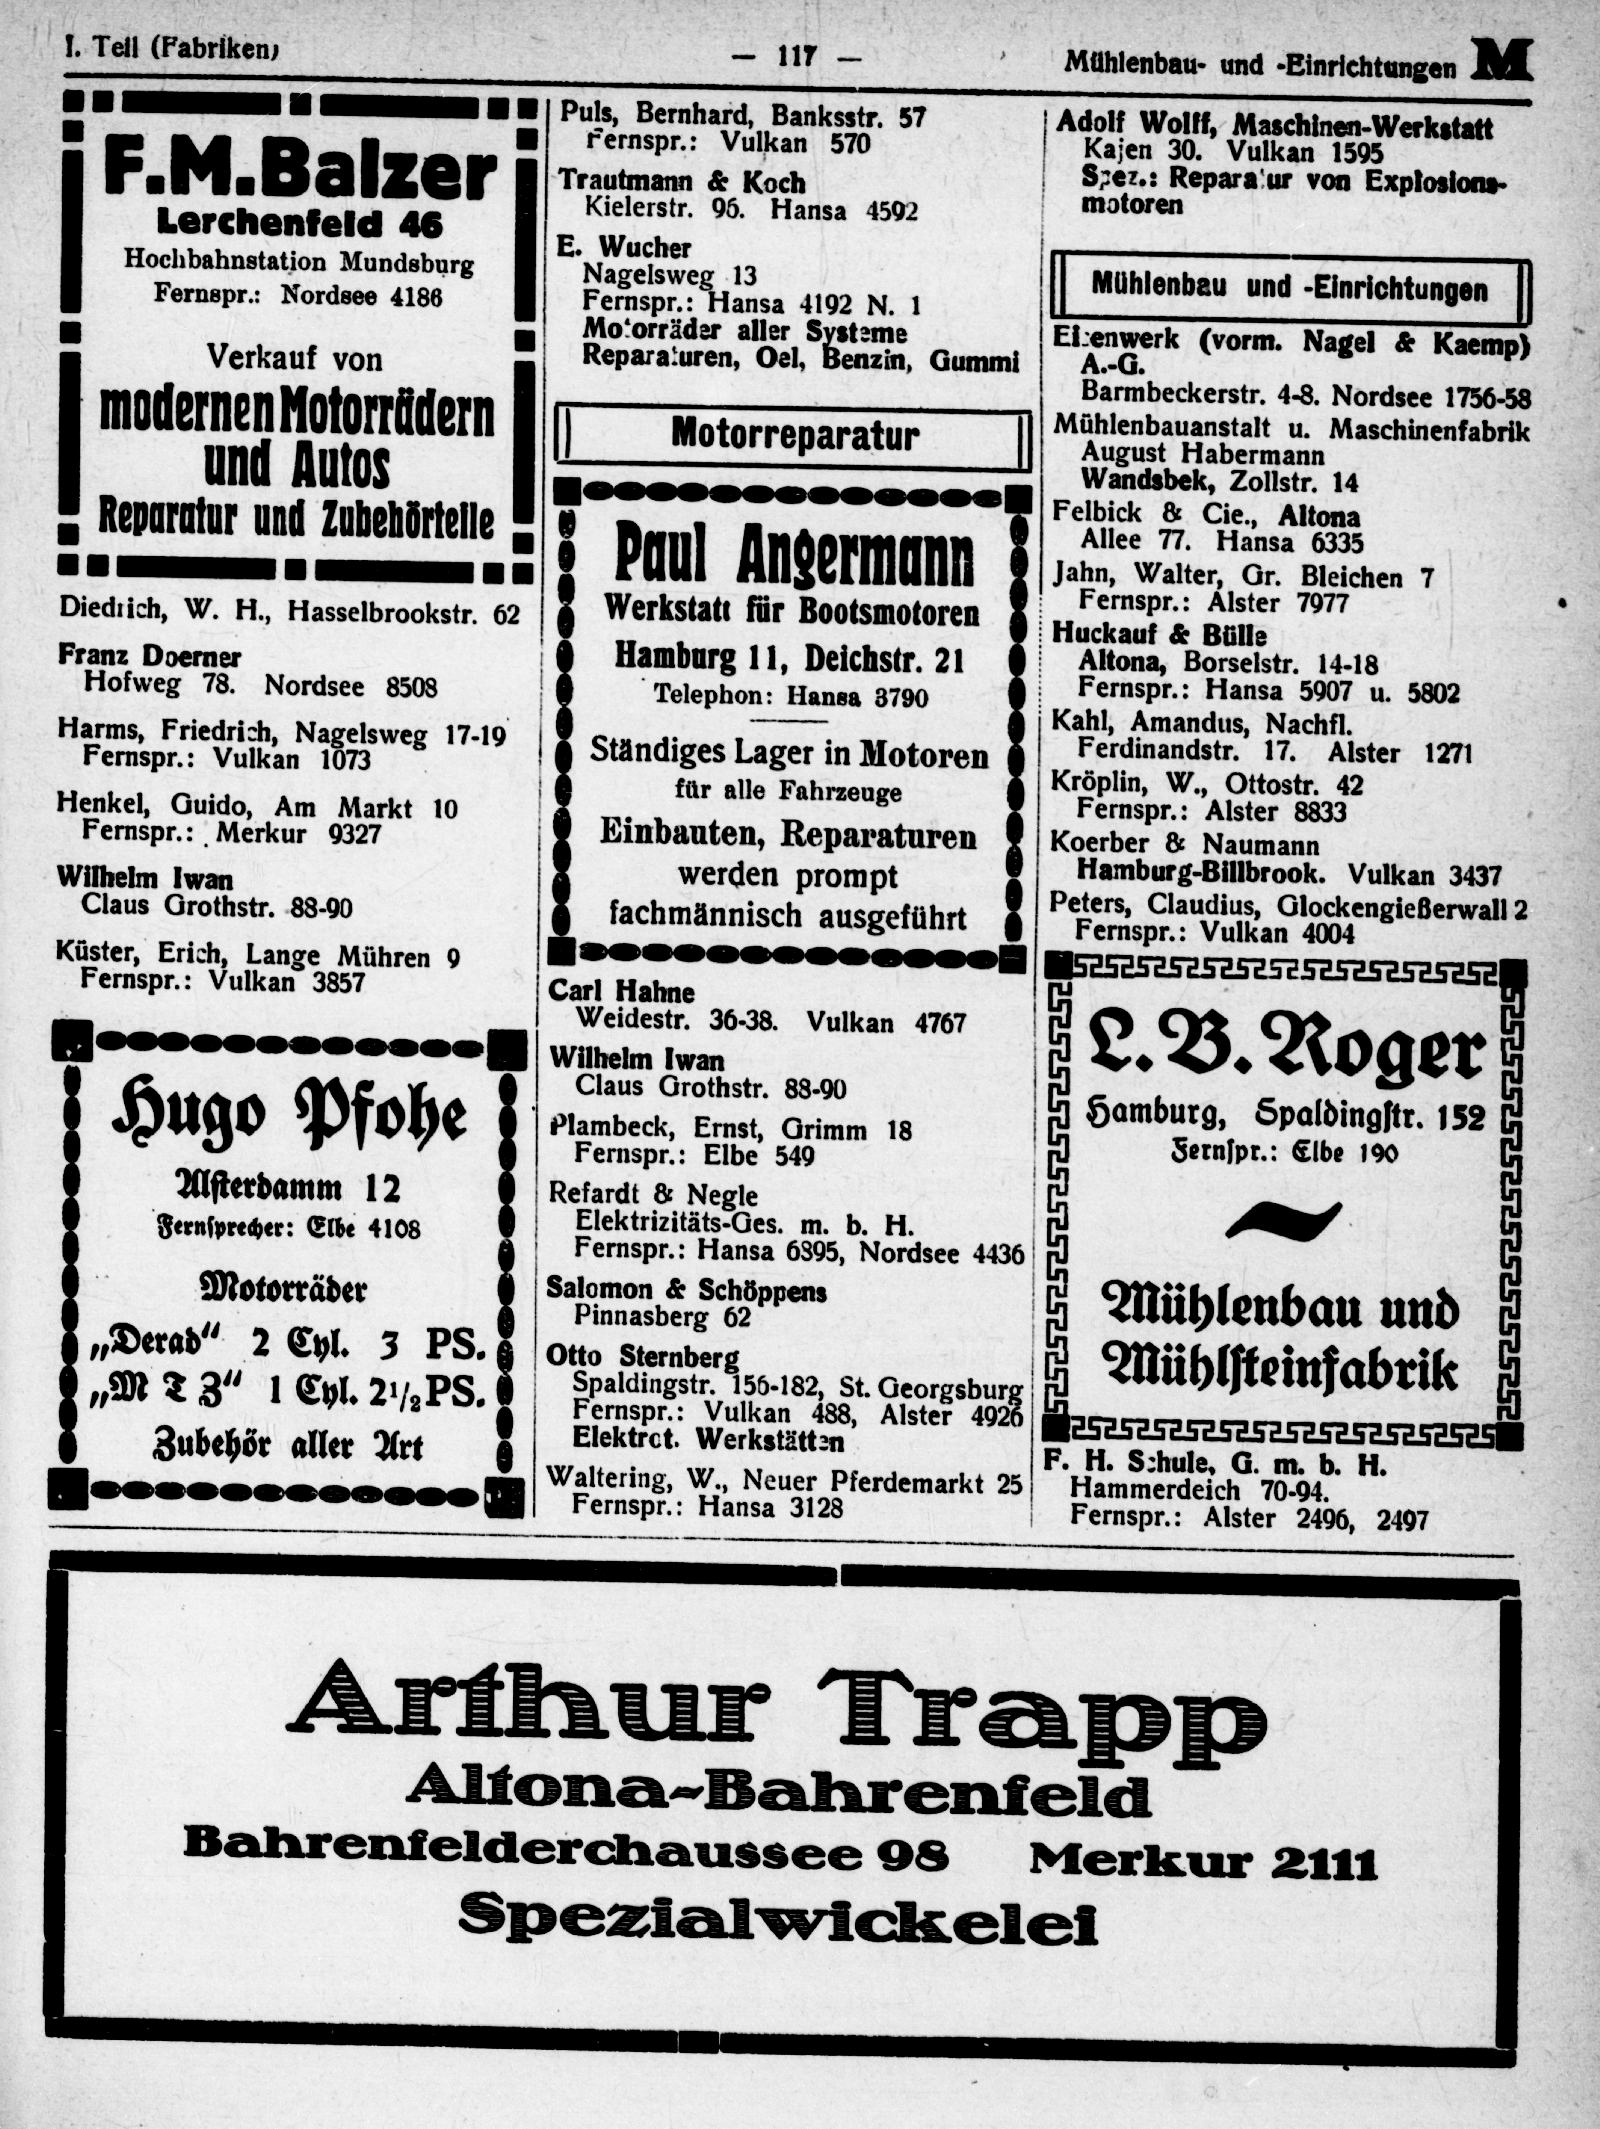 I. Teil (Fabriken)
— 117 —
Mühlenbau- und -Einrichtungen M
F. M. Balzer
Lerchenfeld 46
Hochbahnstation Mundsburg
Fernspr.: Nordsee 4186
Verkauf von
modernen Motorrädern
und Autos
Reparatur und Zubehörteile
Diedrich, W. H., Hasselbrookstr. 62
Franz Doerner
Hofweg 78. Nordsee 8508
Harms, Friedrich, Nagelsweg 17-19
Fernspr.: Vulkan 1073
Henkel, Guido, Am Markt 10
Fernspr.: Merkur 9327
Wilhelm Iwan
Claus Grothstr. 88-90
Küster, Erich, Lange Mühren 9
Fernspr.: Vulkan 3857
Hugo Pfohe
Alsterdamm 12
Fernsprecher: Elbe 4108
Motorräder
„Derad“ 2 Cyl. 3 PS.
„M T Z“ 1 Cyl. 2 1/2 PS.
Zubehör aller Art
Puls, Bernhard, Banksstr. 57
Fernspr.: Vulkan 570
Trautmann & Koch
Kielerstr. 96. Hansa 4592
E. Wucher
Nagelsweg 13
Fernspr.: Hansa 4192 N. 1
Motorräder aller Systeme
Reparaturen, Oel, Benzin, Gummi
Motorreparatur
Paul Angermann
Werkstatt für Bootsmotoren
Hamburg 11, Deichstr. 21
Telephon: Hansa 3790
Ständiges Lager in Motoren
für alle Fahrzeuge
Einbauten, Reparaturen
werden prompt
fachmännisch ausgeführt
Carl Hahne
Weidestr. 36-38. Vulkan 4767
Wilhelm Iwan
Claus Grothstr. 88-90
Plambeck, Ernst, Grimm 18
Fernspr.: Elbe 549
Refardt & Negle
Elektrizitäts-Ges. m. b. H.
Fernspr.: Hansa 6895, Nordsee 4436
Salomon & Schöppens
Pinnasberg 62
Otto Sternberg
Spaldingstr. 156-182, St. Georgsburg
Fernspr.: Vulkan 488, Alster 4926
Elektrot. Werkstätten
Waltering, W., Neuer Pferdemarkt 25
Fernspr.: Hansa 3128
Adolf Wolff, Maschinen-Werkstatt
Kajen 30. Vulkan 1595
Spez.: Reparatur von Explosions-
motoren
Mühlenbau und -Einrichtungen
Eisenwerk (vorm. Nagel & Kaemp)
A.-G.
Barmbeckerstr. 4-8. Nordsee 1756-58
Mühlenbauanstalt u. Maschinenfabrik
August Habermann
Wandsbek, Zollstr. 14
Felbick & Cie., Altona
Allee 77. Hansa 6335
Jahn, Walter, Gr. Bleichen 7
Fernspr.: Alster 7977
Huckauf & Bülle
Altona, Borselstr. 14-18
Fernspr.: Hansa 5907 u. 5802
Kahl, Amandus, Nachfl.
Ferdinandstr. 17. Alster 1271
Kröplin, W., Ottostr. 42
Fernspr.: Alster 8833
Koerber & Naumann
Hamburg-Billbrook. Vulkan 3437
Peters, Claudius, Glockengießerwall 2
Fernspr.: Vulkan 4004
L. B. Roger
Hamburg, Spaldingstr. 152
Fernspr.: Elbe 190
Mühlenbau und
Mühlsteinfabrik
F. H. Schule, G. m. b. H.
Hammerdeich 70-94.
Fernspr.: Alster 2496, 2497
Arthur Trapp
Altona-Bahrenfeld
Bahrenfelderchaussee 98 Merkur 2111
Spezialwickelei